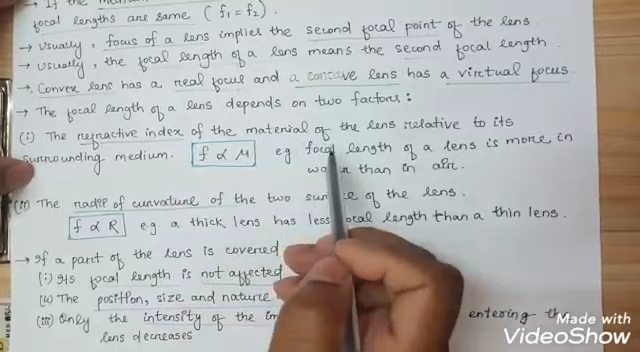 → If the
focal lengths are same (f₁ = f₂).
→ Usually, focus of a lens implies the second focal point of the lens.
→ Usually, the focal length of a lens means the second focal length.
→ Convex lens has a real focus and a concave lens has a virtual focus.
→ The focal length of a lens depends on two factors:
(i) The refractive index of the material of the lens relative to its
surrounding medium. f ∝ μ eg focal length of a lens is more in
water than in air.
(ii) The radii of curvature of the two of the lens.
f ∝ R e.g a thick lens has less focal length than a thin lens.
→ If a part of the lens is covered
(i) Its focal length is not affected
(ii) The position, size and nature
(iii) Only the intensity of the entering the
lens decreases
Made with
VideoShow